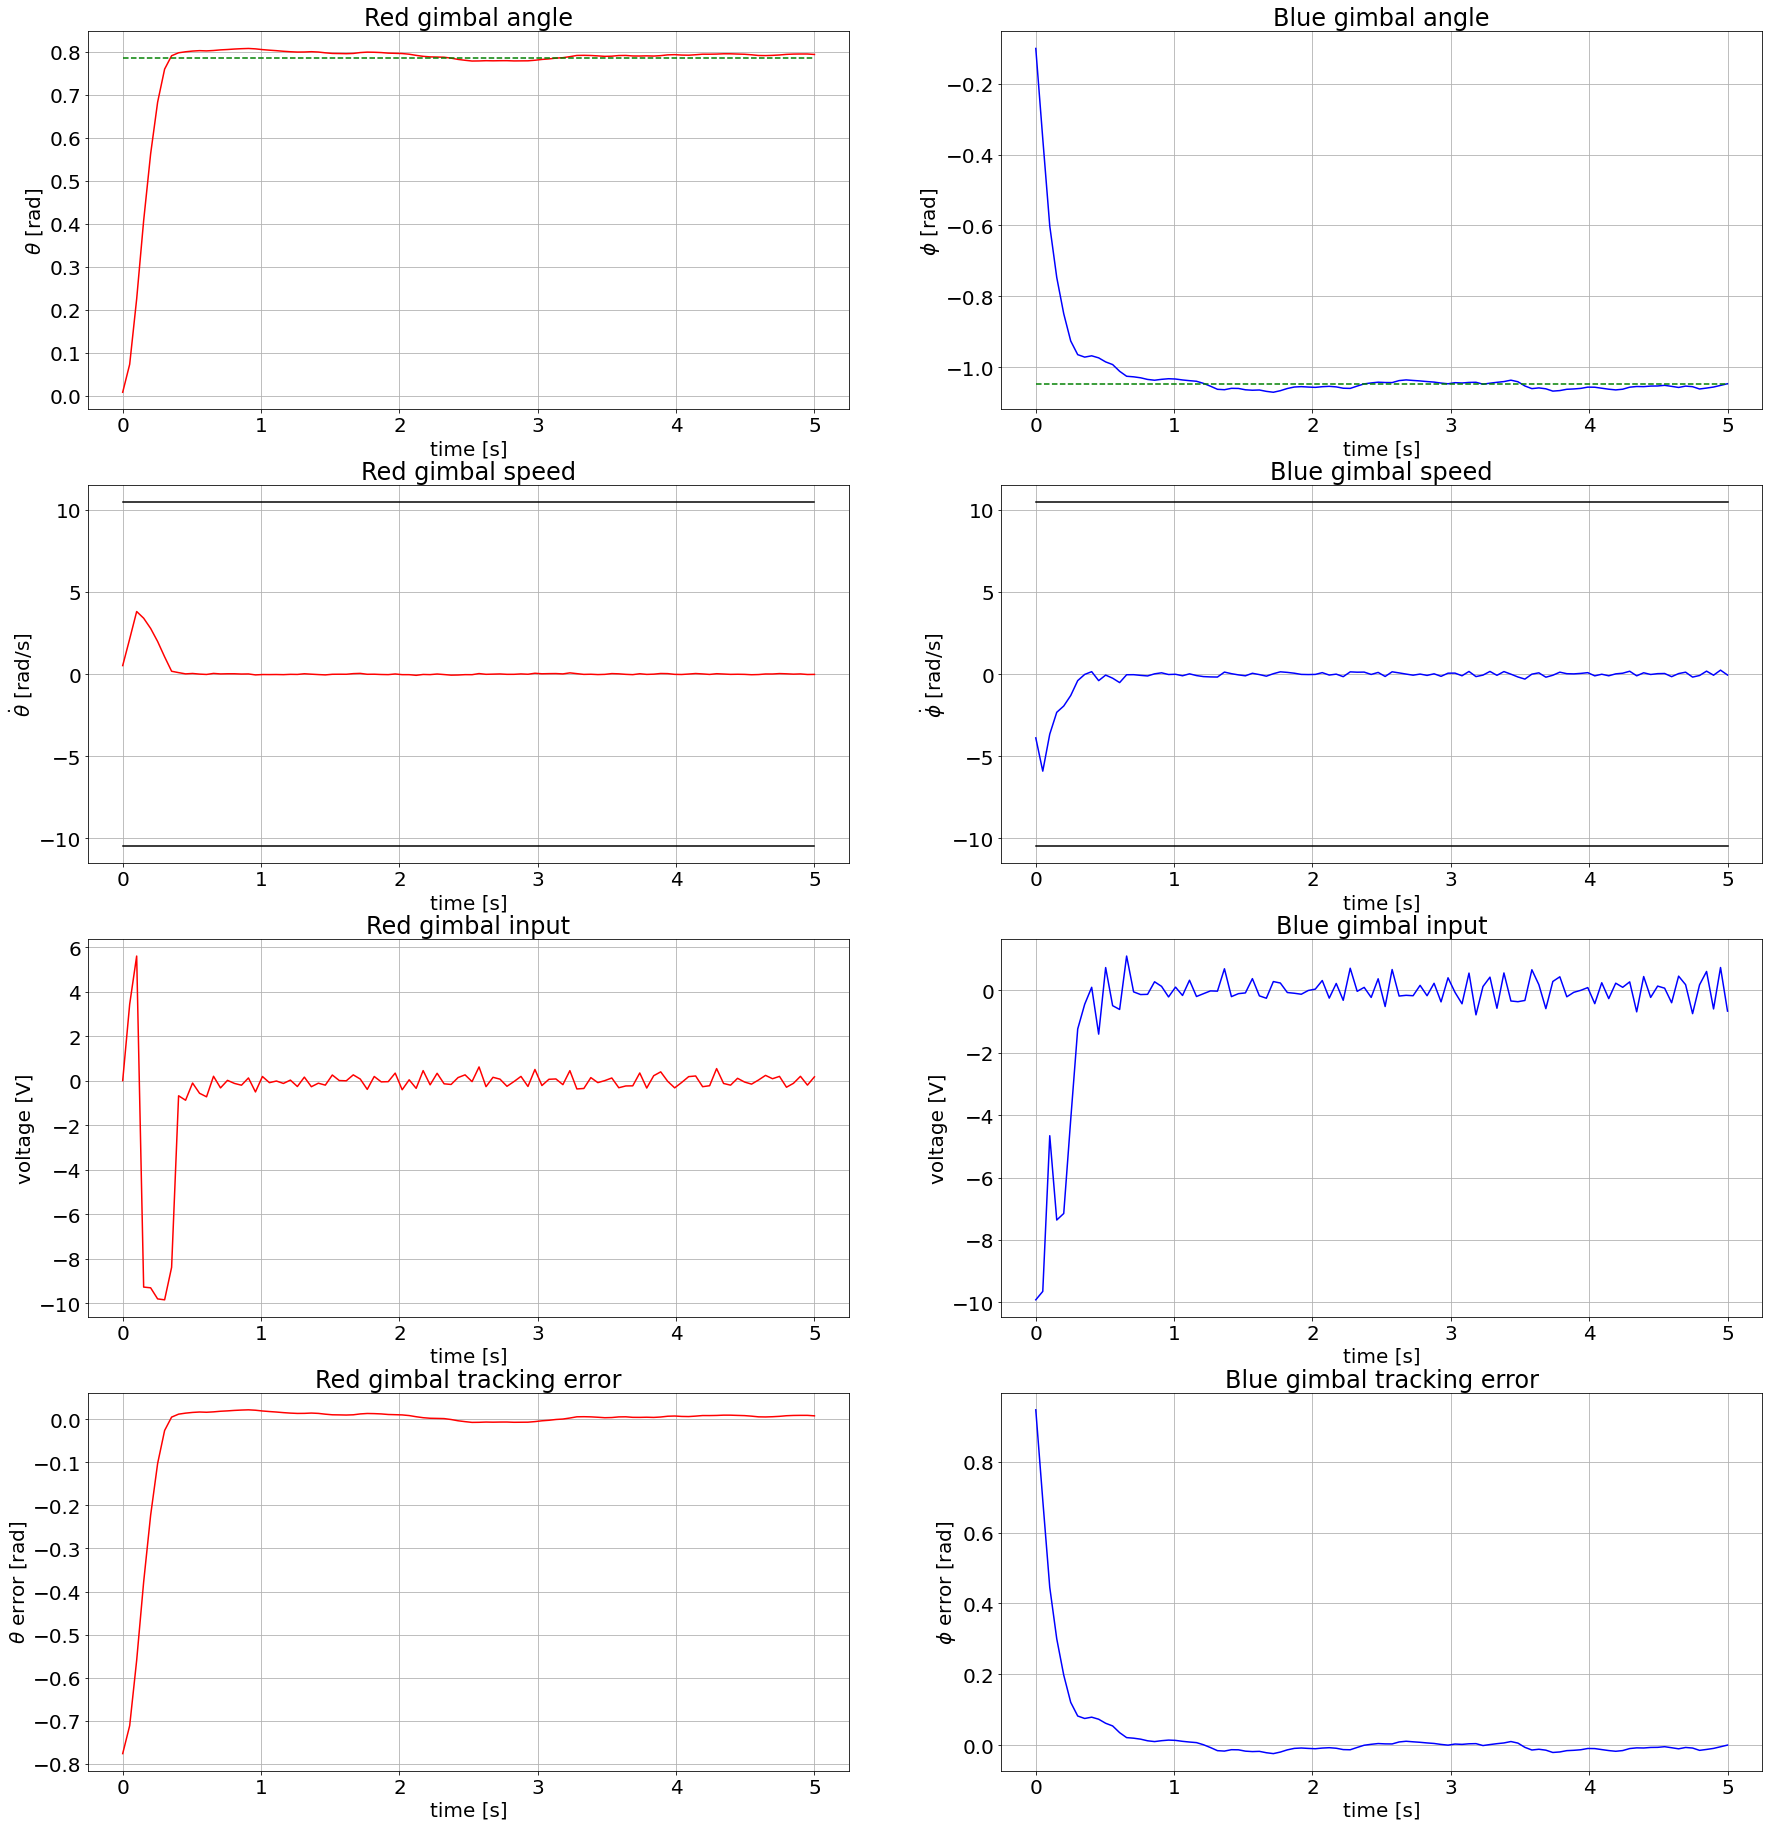 Red gimbal angle
0.8
0.7
0.6
0.5
0.4
0.3
0.2
0.1
0.0
θ [rad]
0 1 2 3 4 5
time [s]
Blue gimbal angle
−0.2
−0.4
−0.6
−0.8
−1.0
ϕ [rad]
0 1 2 3 4 5
time [s]
Red gimbal speed
10
5
0
−5
−10
θ̇ [rad/s]
0 1 2 3 4 5
time [s]
Blue gimbal speed
10
5
0
−5
−10
ϕ̇ [rad/s]
0 1 2 3 4 5
time [s]
Red gimbal input
6
4
2
0
−2
−4
−6
−8
−10
voltage [V]
0 1 2 3 4 5
time [s]
Blue gimbal input
0
−2
−4
−6
−8
−10
voltage [V]
0 1 2 3 4 5
time [s]
Red gimbal tracking error
0.0
−0.1
−0.2
−0.3
−0.4
−0.5
−0.6
−0.7
−0.8
θ error [rad]
0 1 2 3 4 5
time [s]
Blue gimbal tracking error
0.8
0.6
0.4
0.2
0.0
ϕ error [rad]
0 1 2 3 4 5
time [s]